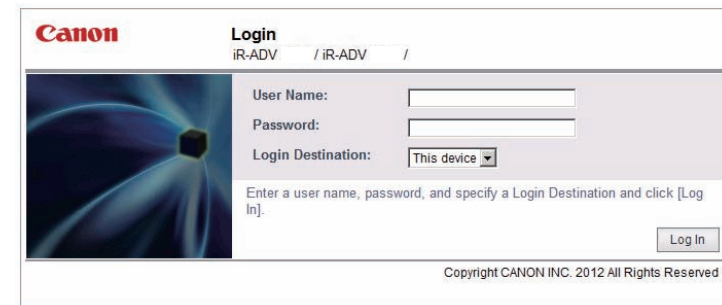 Canon
Login
iR-ADV / iR-ADV /
User Name:
Password:
Login Destination: This device
Enter a user name, password, and specify a Login Destination and click [Log
In].
Log In
Copyright CANON INC. 2012 All Rights Reserved